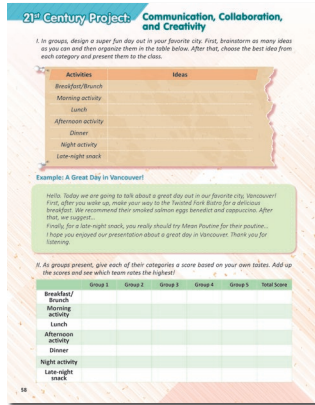 21st Century Project: Communication, Collaboration,
and Creativity
I. In groups, design a super fun day out in your favorite city. First, brainstorm as many ideas
as you can and then organize them in the table below. After that, choose the best idea from
each category and present them to the class.
Activities Ideas
Breakfast/Brunch
Morning activity
Lunch
Afternoon activity
Dinner
Night activity
Late-night snack
Example: A Great Day in Vancouver!
Hello. Today we are going to talk about a great day out in our favorite city, Vancouver!
First, after you wake up, make your way to the Twisted Fork Bistro for a delicious
breakfast. We recommend their smoked salmon eggs benedict and cappuccino. After
that, we suggest...
Finally, for a late-night snack, you really should try Mean Poutine for their poutine...
I hope you enjoyed our presentation about a great day in Vancouver. Thank you for
listening.
II. As groups present, give each of their categories a score based on your own tastes. Add up
the scores and see which team rates the highest!
Group 1 Group 2 Group 3 Group 4 Group 5 Total Score
Breakfast/
Brunch
Morning
activity
Lunch
Afternoon
activity
Dinner
Night activity
Late-night
snack
58